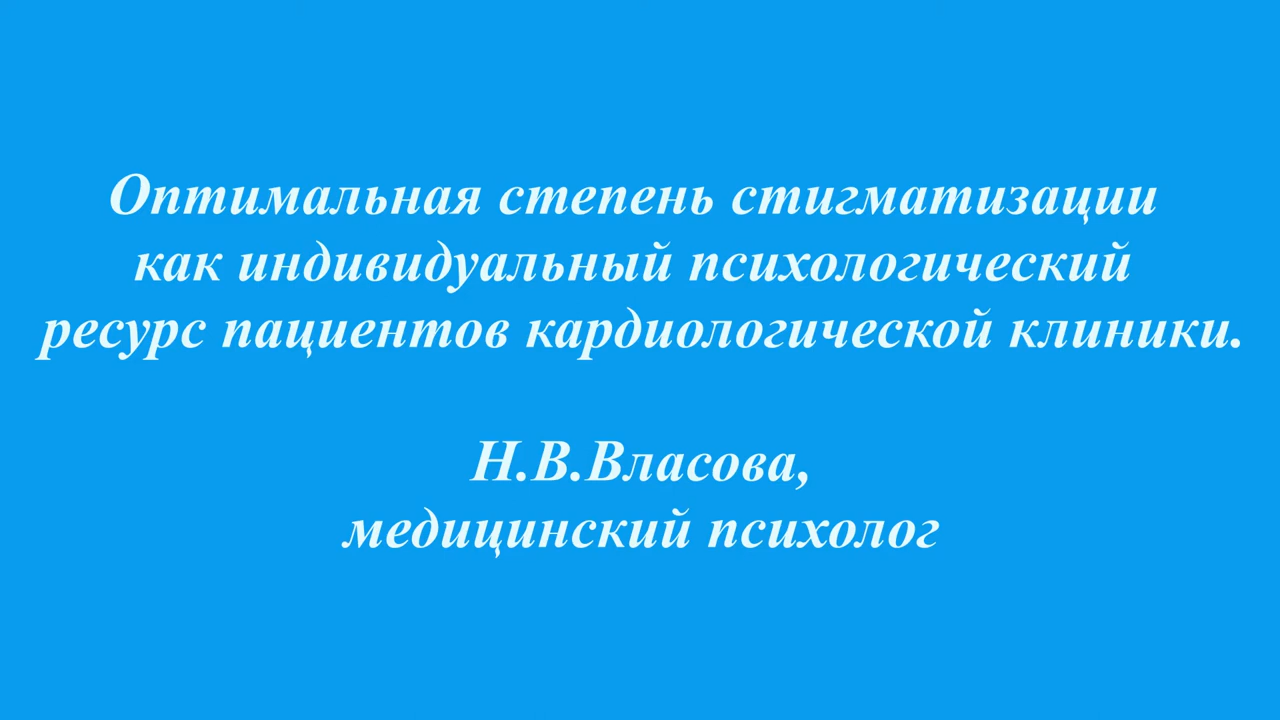 Оптимальная степень стигматизации
как индивидуальный психологический
ресурс пациентов кардиологической клиники.
Н.В.Власова,
медицинский психолог